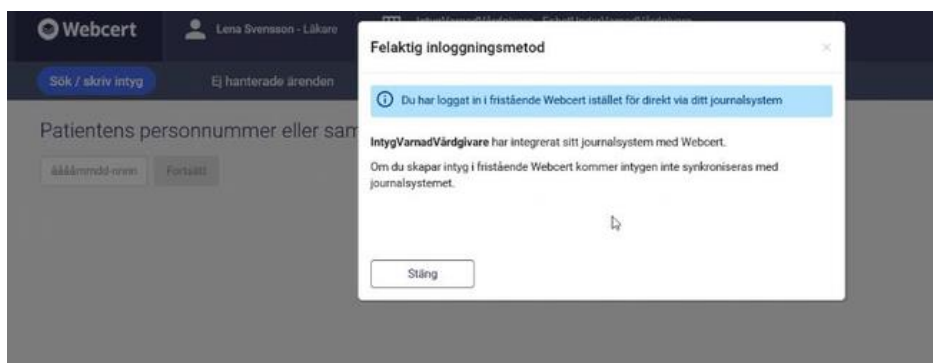 Webcert
Lena Svensson - Läkare
Felaktig inloggningsmetod
Sök / skriv intyg
Ej hanterade ärenden
Du har loggat in i fristående Webcert istället för direkt via ditt journalsystem
Patientens personnummer eller sam
IntygVarnadVårdgivare har integrerat sitt journalsystem med Webcert.
Om du skapar intyg i fristående Webcert kommer intygen inte synkroniseras med
journalsystemet.
ååååmmdd-nnnn
Fortsätt
Stäng